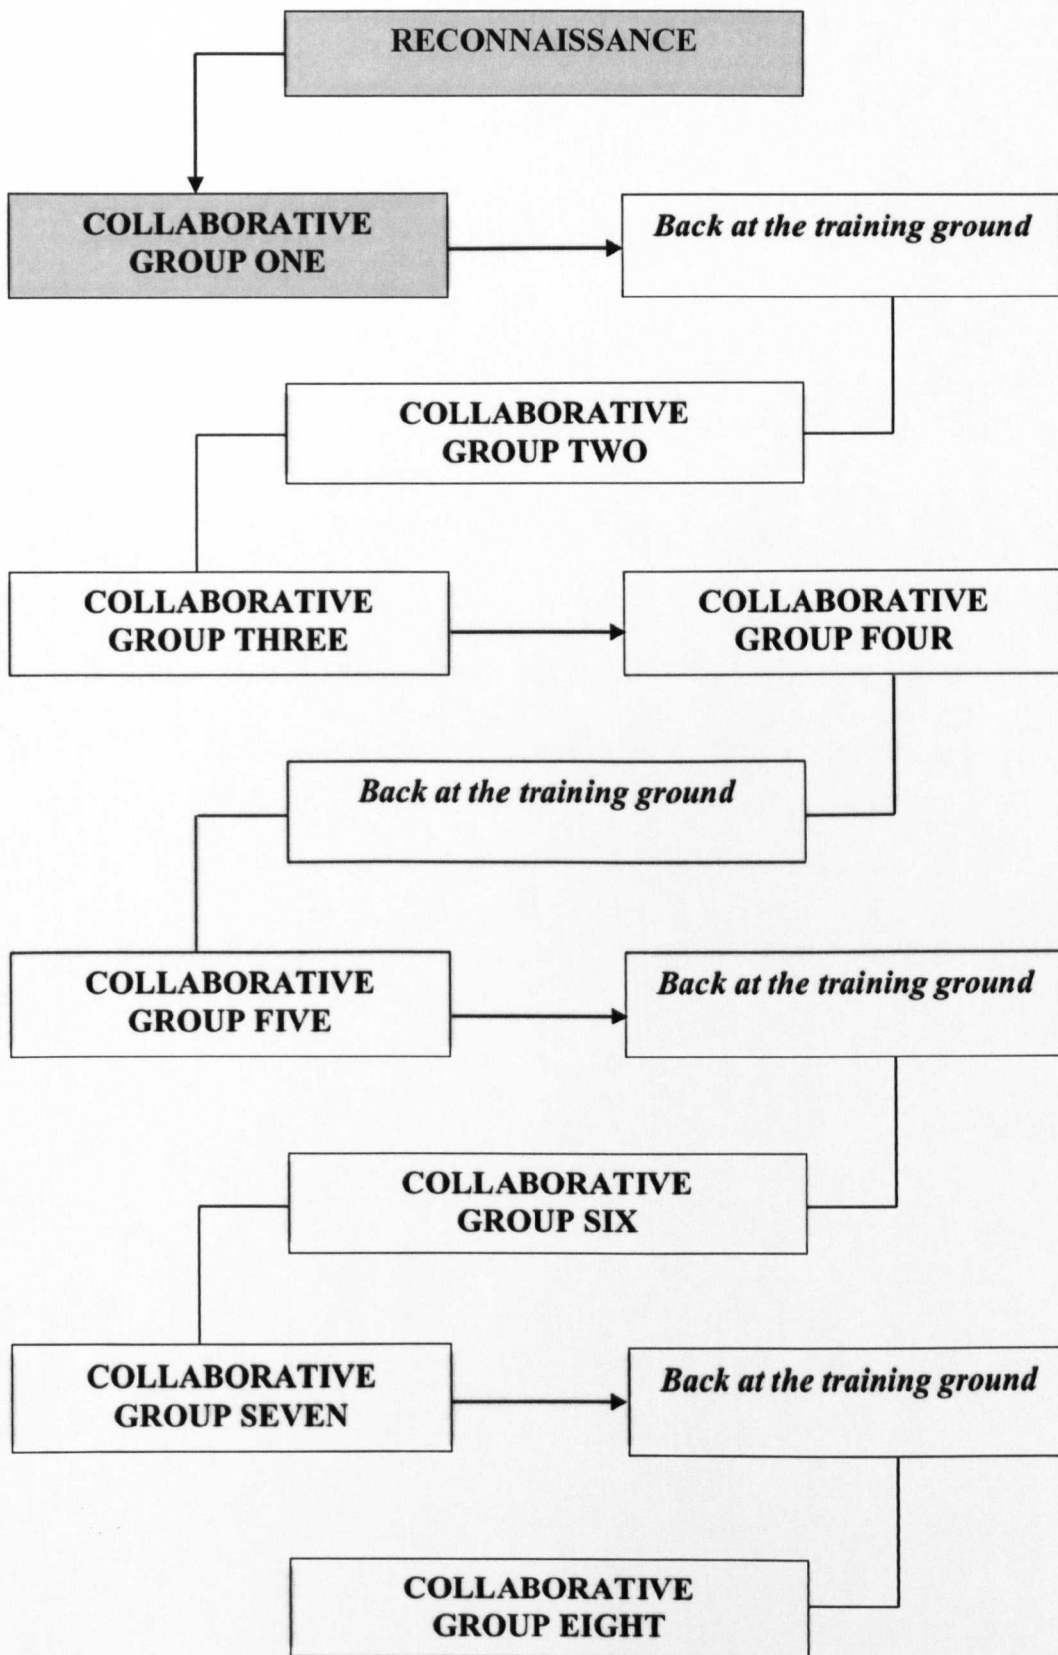 RECONNAISSANCE
COLLABORATIVE
GROUP ONE
Back at the training ground
COLLABORATIVE
GROUP TWO
COLLABORATIVE
GROUP THREE
COLLABORATIVE
GROUP FOUR
Back at the training ground
COLLABORATIVE
GROUP FIVE
Back at the training ground
COLLABORATIVE
GROUP SIX
COLLABORATIVE
GROUP SEVEN
Back at the training ground
COLLABORATIVE
GROUP EIGHT